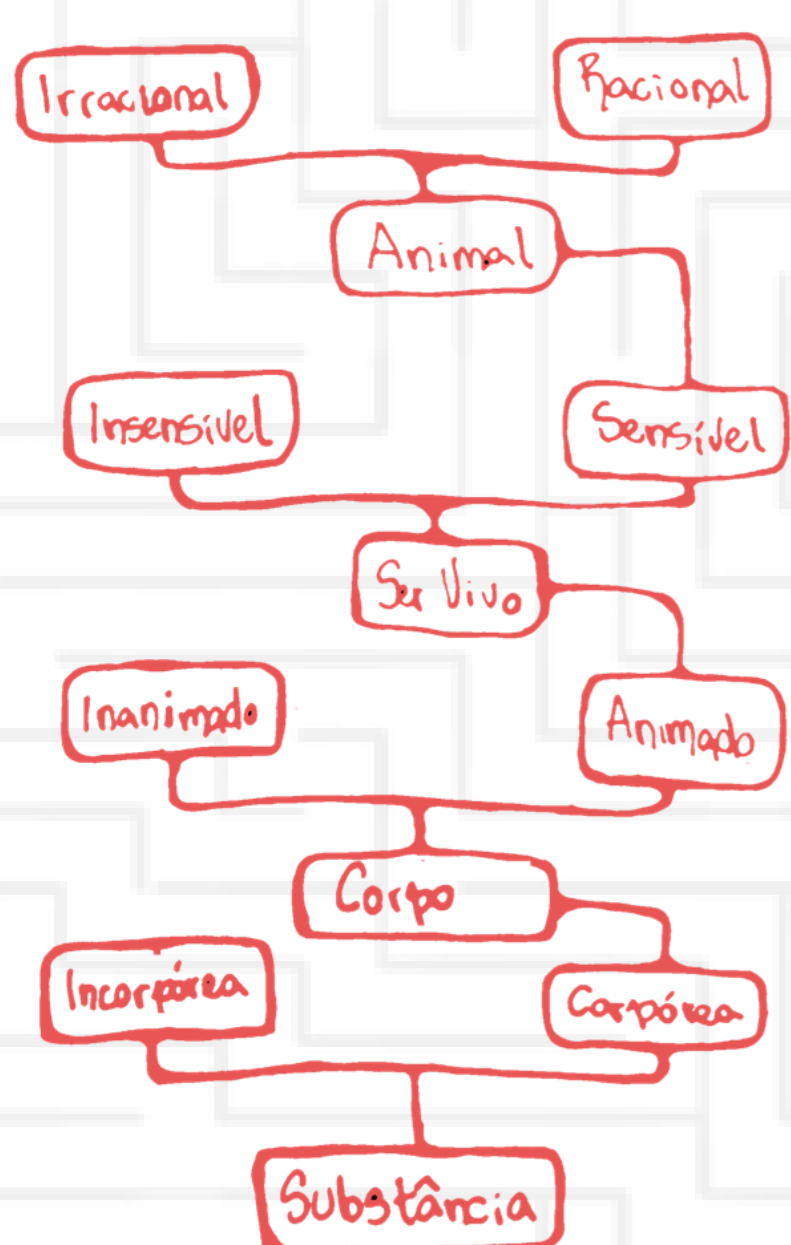 Irracional
Racional
Animal
Insensível
Sensível
Ser Vivo
Inanimado
Animado
Corpo
Incorpórea
Corpórea
Substância